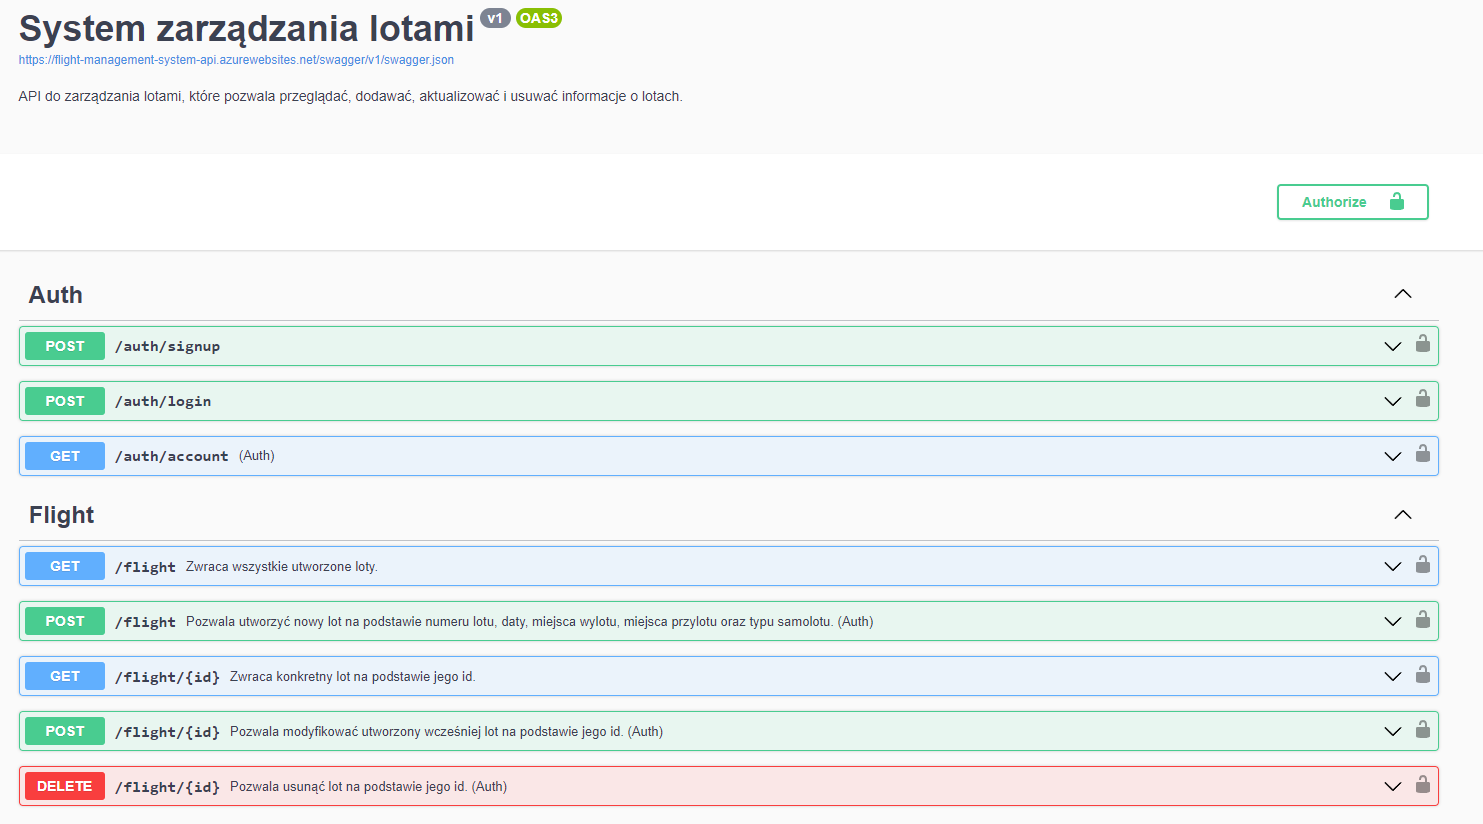 System zarządzania lotami v1 OAS3
https://flight-management-system-api.azurewebsites.net/swagger/v1/swagger.json
API do zarządzania lotami, które pozwala przeglądać, dodawać, aktualizować i usuwać informacje o lotach.
Authorize
Auth
POST /auth/signup
POST /auth/login
GET /auth/account (Auth)
Flight
GET /flight Zwraca wszystkie utworzone loty.
POST /flight Pozwala utworzyć nowy lot na podstawie numeru lotu, daty, miejsca wylotu, miejsca przylotu oraz typu samolotu. (Auth)
GET /flight/{id} Zwraca konkretny lot na podstawie jego id.
POST /flight/{id} Pozwala modyfikować utworzony wcześniej lot na podstawie jego id. (Auth)
DELETE /flight/{id} Pozwala usunąć lot na podstawie jego id. (Auth)